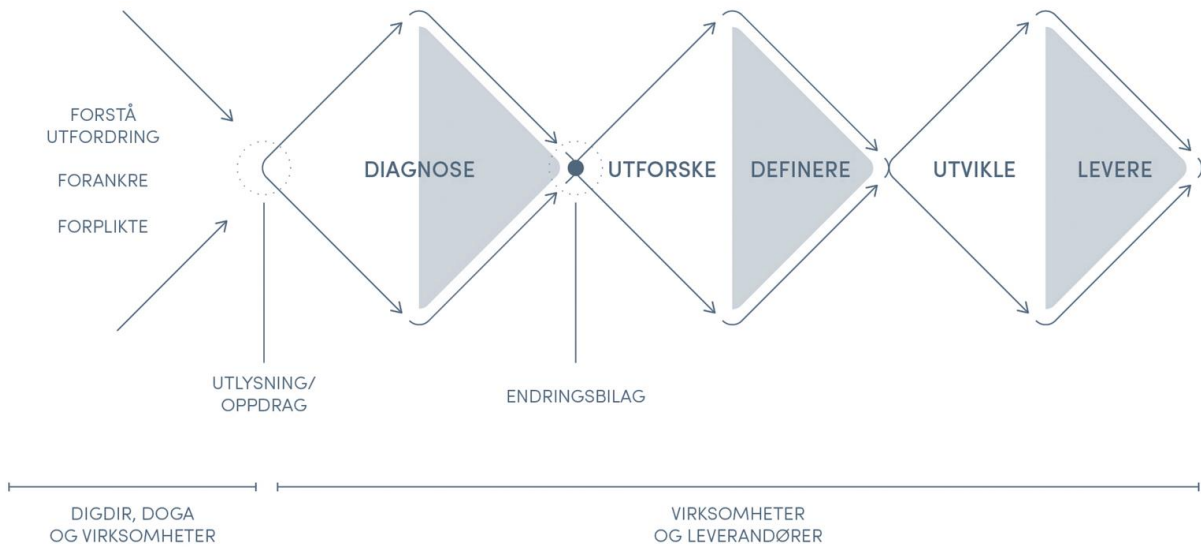 FORSTÅ
UTFORDRING
FORANKRE
FORPLIKTE
DIAGNOSE
UTFORSKE
DEFINERE
UTVIKLE
LEVERE
UTLYSNING/
OPPDRAG
ENDRINGSBILAG
DIGDIR, DOGA
OG VIRKSOMHETER
VIRKSOMHETER
OG LEVERANDØRER